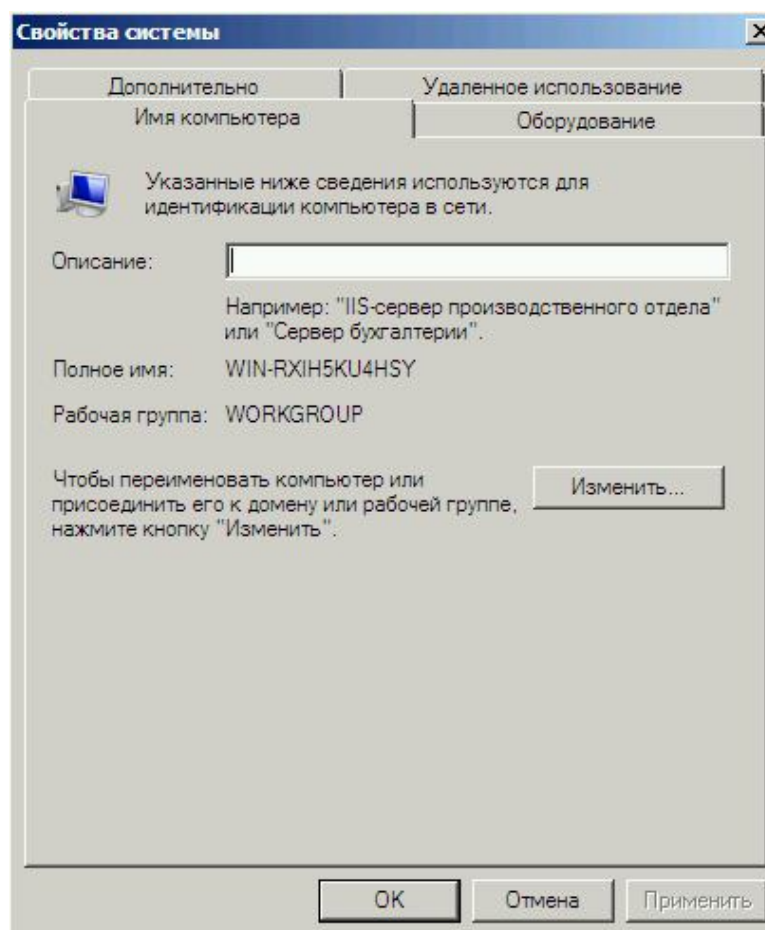 Свойства системы
Дополнительно
Удаленное использование
Имя компьютера
Оборудование
Указанные ниже сведения используются для
идентификации компьютера в сети.
Описание:
Например: "IIS-сервер производственного отдела"
или "Сервер бухгалтерии".
Полное имя: WIN-RXIH5KU4HSY
Рабочая группа: WORKGROUP
Чтобы переименовать компьютер или
присоединить его к домену или рабочей группе,
нажмите кнопку "Изменить".
Изменить...
OK
Отмена
Применить